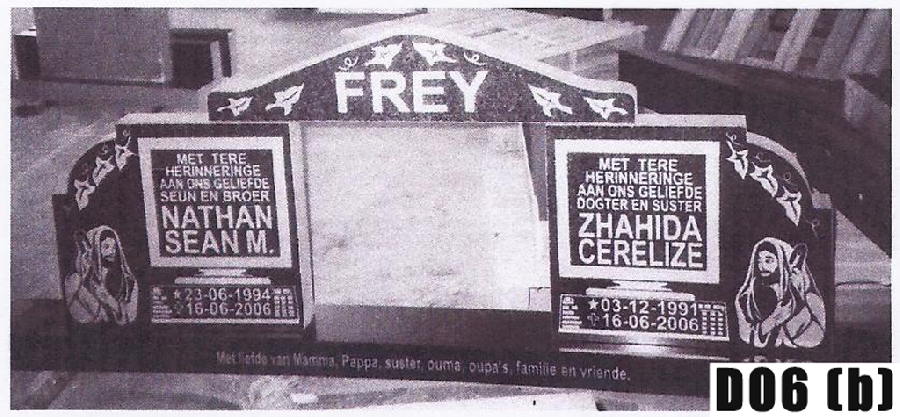 FREY
MET TERE
HERINNERINGE
AAN ONS GELIEFDE
SEUN EN BROER
NATHAN
SEAN M.
★ 23-06-1994
✝ 16-06-2006
MET TERE
HERINNERINGE
AAN ONS GELIEFDE
DOGTER EN SUSTER
ZHAHIDA
CERELIZE
★ 03-12-1991
✝ 16-06-2006
Met liefde van Mamma, Pappa, suster, ouma, oupa's, familie en vriende.
D06 (b)